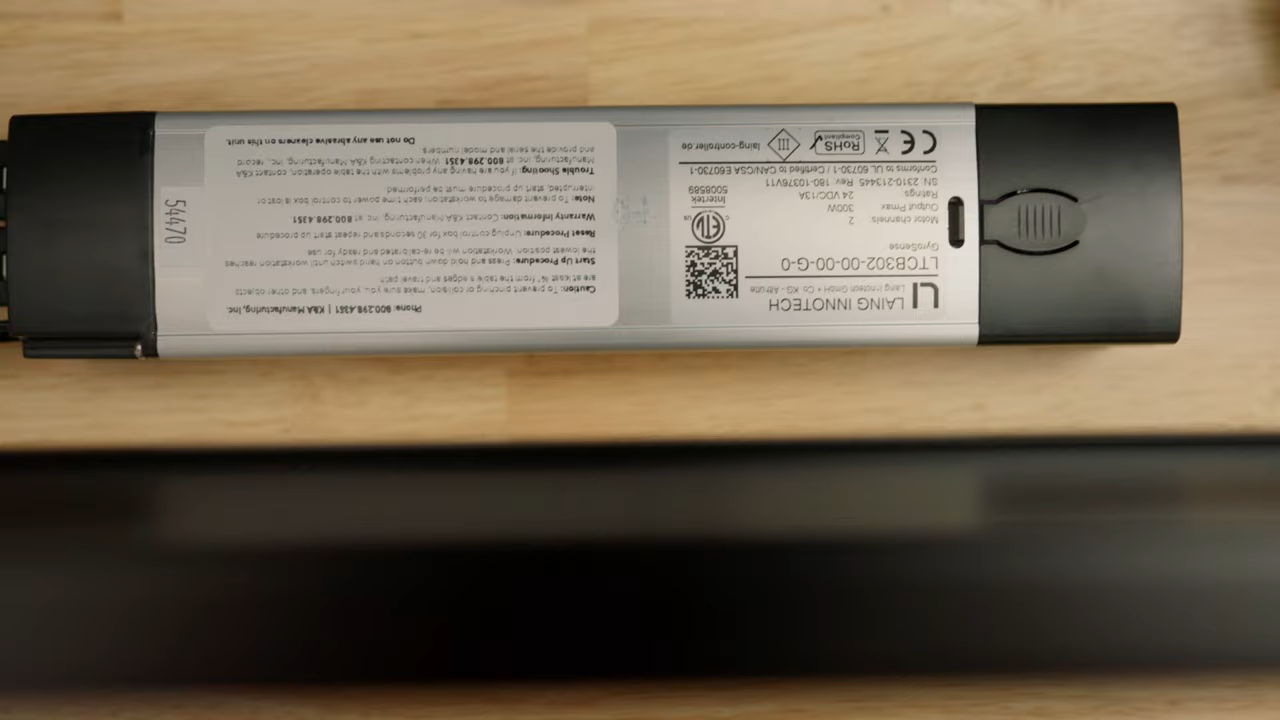 Phone: 800.298.4351 | K&A Manufacturing, Inc.
Caution: To prevent pinching or collision, make sure you, your fingers and other objects
are at least ¾" from the table's edges and travel path.
Start Up Procedure: Press and hold down button on hand switch until workstation reaches
the lowest position. Workstation will be re-calibrated and ready for use
Reset Procedure: Unplug control box for 30 seconds and repeat start up procedure
Warranty Information: Contact K&A Manufacturing, Inc. at 800.298.4351
Note: To prevent damage to workstation, each time power to control box is lost or
interrupted, start up procedure must be performed
Trouble Shooting: If you are having any problems with the table operation, contact K&A
Manufacturing, Inc. at 800.298.4351. When contacting K&A Manufacturing, Inc., record
and provide the serial and model numbers.
Do not use any abrasive cleaners on this unit.
54470
LAING INNOTECH
Laing Innotech GmbH + Co. KG -
LTCB302-00-00-G-0
GyroSense
Motor channels: 2
Output Pmax 300W
Ratings 24 VDC/13A
SN: 2310-213445 Rev: 180-10376V11
Conforms to UL 60730-1 / Certified to CAN/CSA E60730-1
C ETL US
Intertek
5008589
CE
RoHS
Compliant
III
laing-controller.de